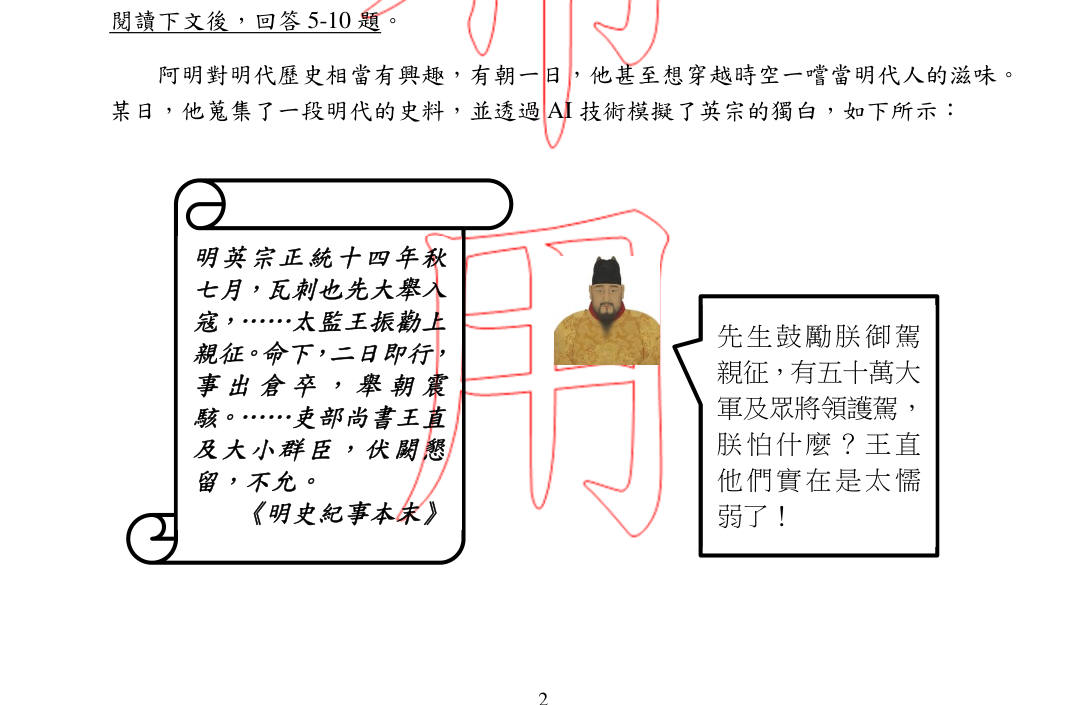 閱讀下文後，回答 5-10 題。
阿明對明代歷史相當有興趣，有朝一日，他甚至想穿越時空一嚐當明代人的滋味。
某日，他蒐集了一段明代的史料，並透過 AI 技術模擬了英宗的獨白，如下所示：
明英宗正統十四年秋
七月，瓦剌也先大舉入
寇，……太監王振勸上
親征。命下，二日即行，
事出倉卒，舉朝震
駭。……吏部尚書王直
及大小群臣，伏闕懇
留，不允。
《明史紀事本末》
先生鼓勵朕御駕
親征，有五十萬大
軍及眾將領護駕，
朕怕什麼？王直
他們實在是太懦
弱了！
用
2